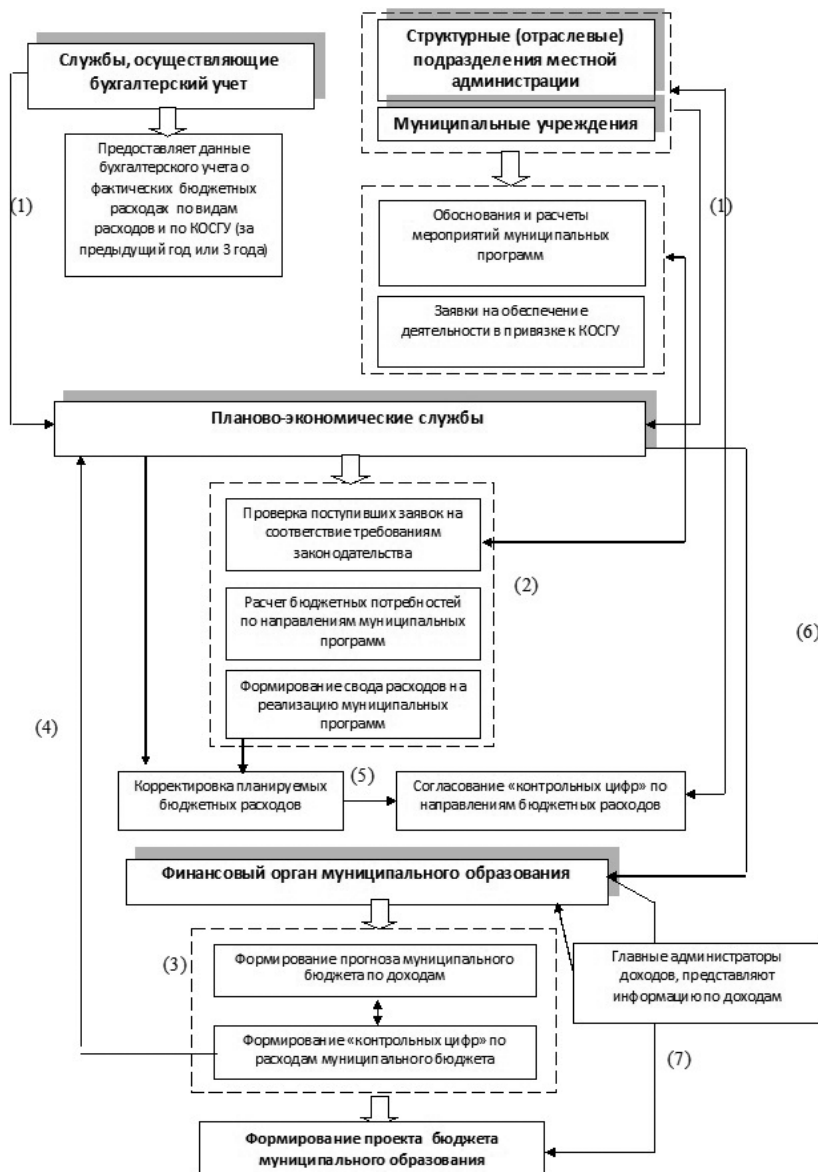 Службы, осуществляющие
бухгалтерский учет
Структурные (отраслевые)
подразделения местной
администрации
Муниципальные учреждения
Предоставляет данные
бухгалтерского учета о
фактических бюджетных
расходах по видам
расходов и по КОСГУ (за
предыдущий год или 3 года)
(1)
(1)
Обоснования и расчеты
мероприятий муниципальных
программ
Заявки на обеспечение
деятельности в привязке к КОСГУ
Планово-экономические службы
Проверка поступивших заявок на
соответствие требованиям
законодательства
(2)
Расчет бюджетных потребностей
по направлениям муниципальных
программ
(6)
Формирование свода расходов на
реализацию муниципальных
программ
(4)
Корректировка планируемых
бюджетных расходов
(5)
Согласование «контрольных цифр» по
направлениям бюджетных расходов
Финансовый орган муниципального образования
(3)
Формирование прогноза муниципального
бюджета по доходам
Главные администраторы
доходов, представляют
информацию по доходам
Формирование «контрольных цифр» по
расходам муниципального бюджета
(7)
Формирование проекта бюджета
муниципального образования